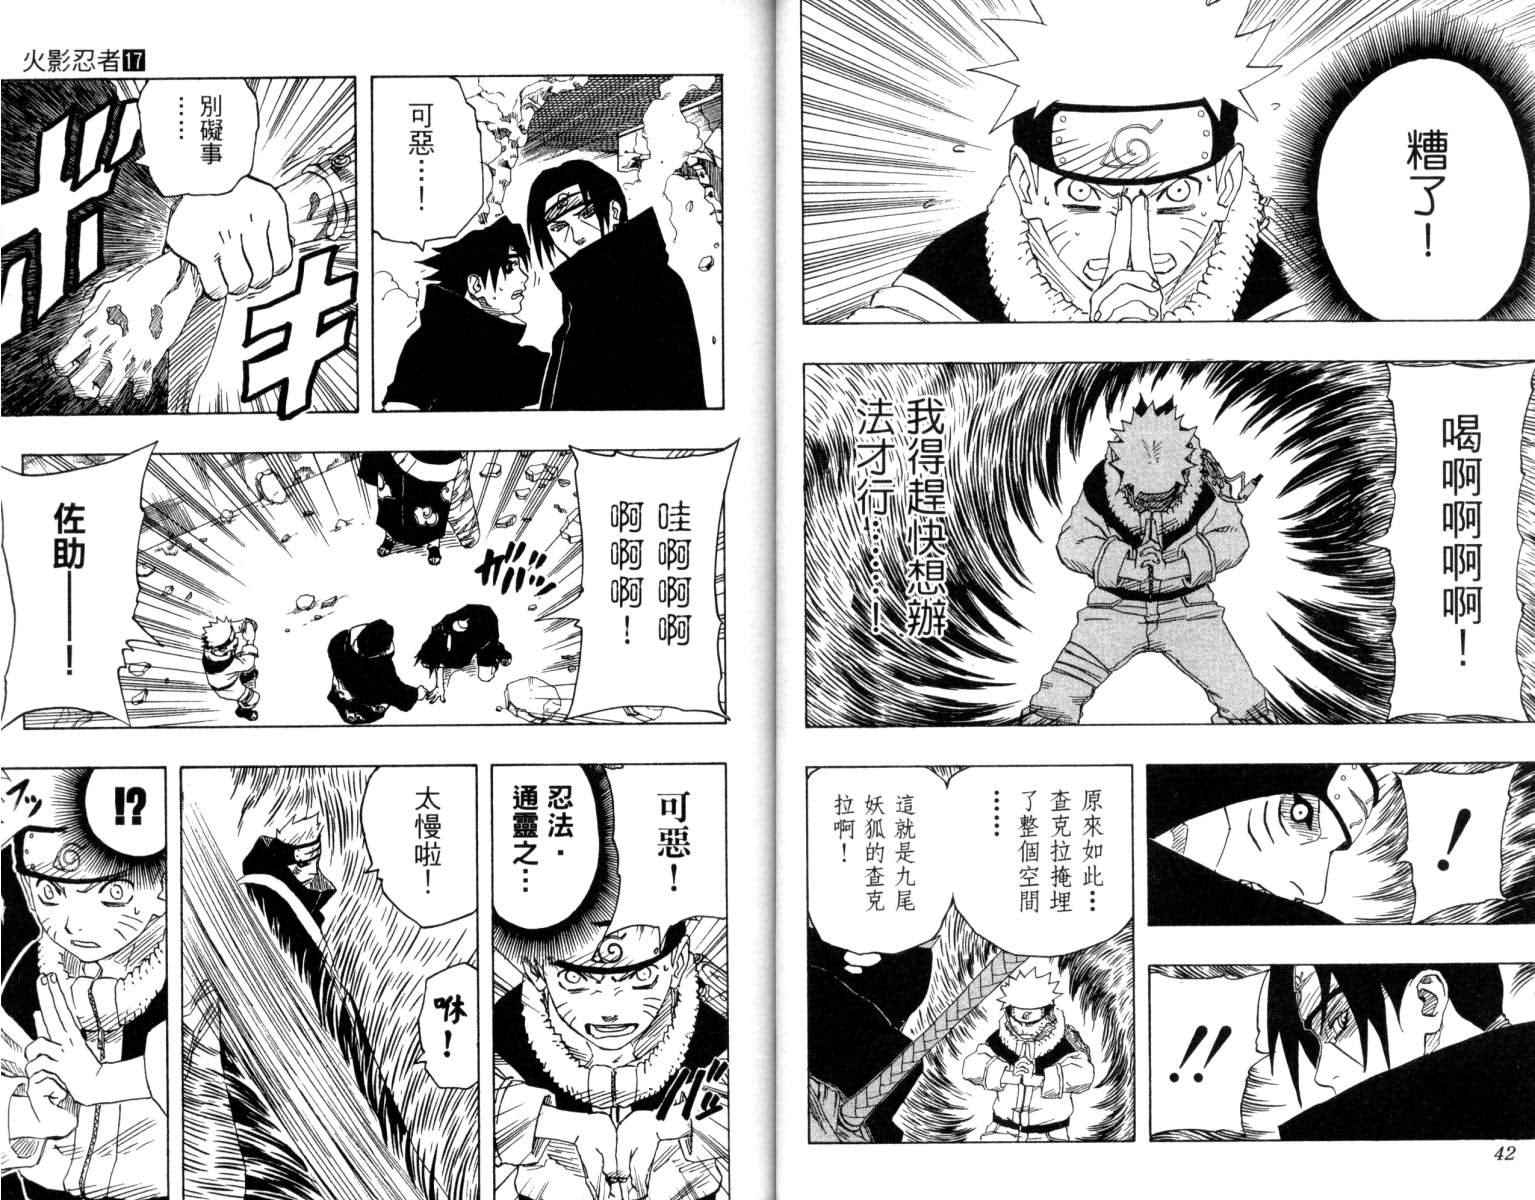 糟了！
喝啊啊啊啊！
我得趕快想辦
法才行……！
！
！！
原來如此…
查克拉掩埋
了整個空間
……
這就是九尾
妖狐的查克
拉啊！
42
火影忍者17
可惡…！
別礙事
……
ギ
キ
哇啊啊啊
啊啊啊！
佐助——！
可惡！
忍法・
通靈之…
太慢啦！
咻！
!?